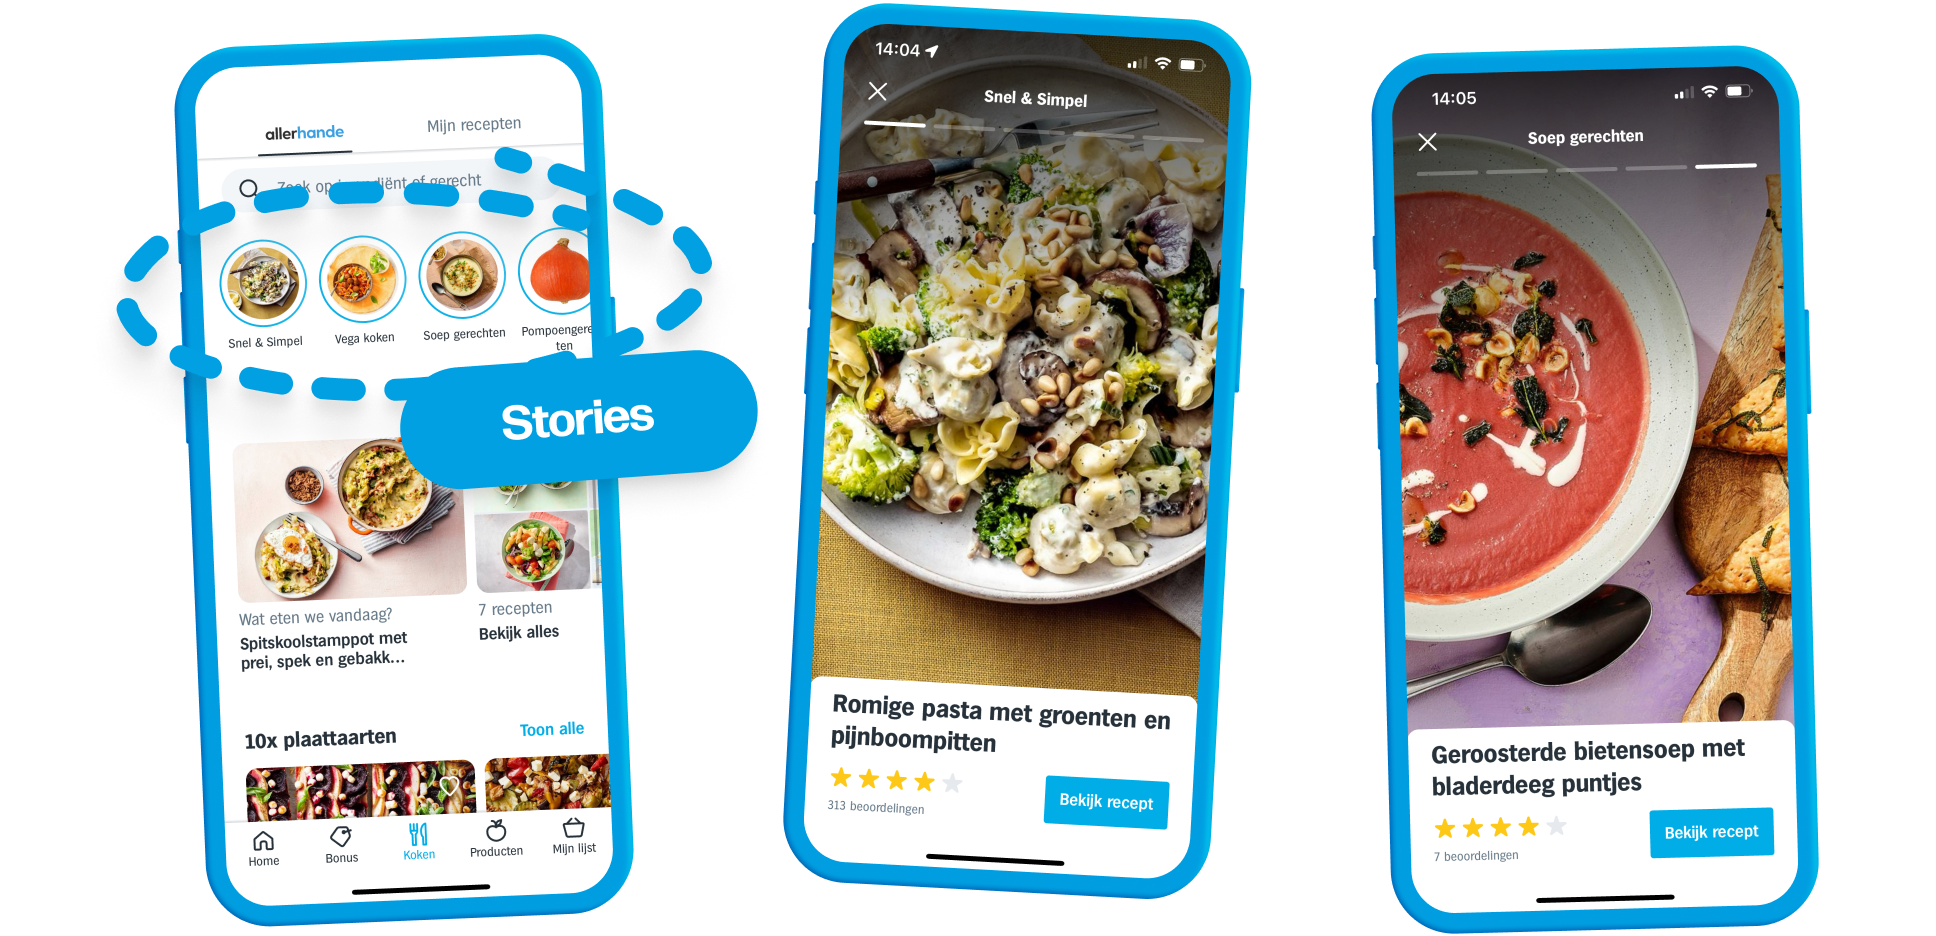 allerhande
Mijn recepten
Zoek op ingrediënt of gerecht
Snel & Simpel
Vega koken
Soep gerechten
Pompoengere
ten
Stories
Wat eten we vandaag?
Spitskoolstamppot met
prei, spek en gebakk...
7 recepten
Bekijk alles
10x plaattaarten
Toon alle
Home
Bonus
Koken
Producten
Mijn lijst
14:04
Snel & Simpel
Romige pasta met groenten en
pijnboompitten
313 beoordelingen
Bekijk recept
14:05
Soep gerechten
Geroosterde bietensoep met
bladerdeeg puntjes
7 beoordelingen
Bekijk recept